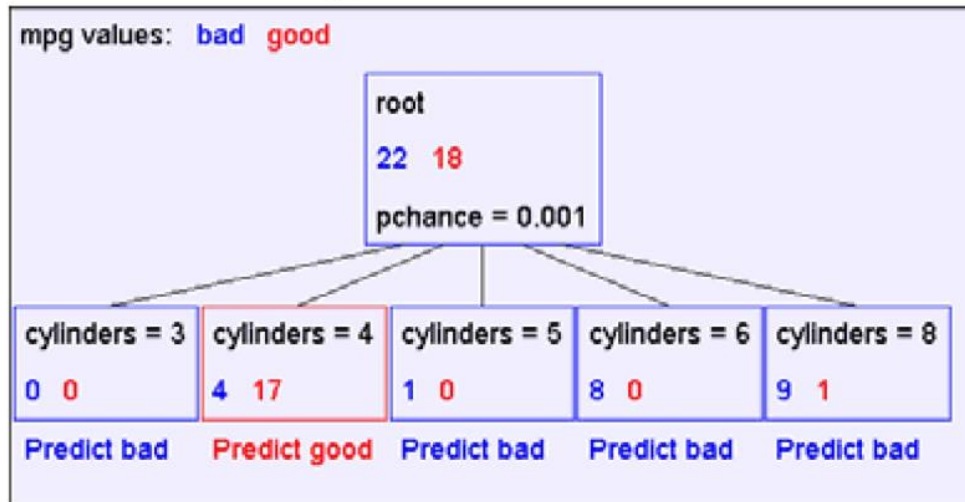 mpg values: bad good
root
22 18
pchance = 0.001
cylinders = 3
0 0
Predict bad
cylinders = 4
4 17
Predict good
cylinders = 5
1 0
Predict bad
cylinders = 6
8 0
Predict bad
cylinders = 8
9 1
Predict bad